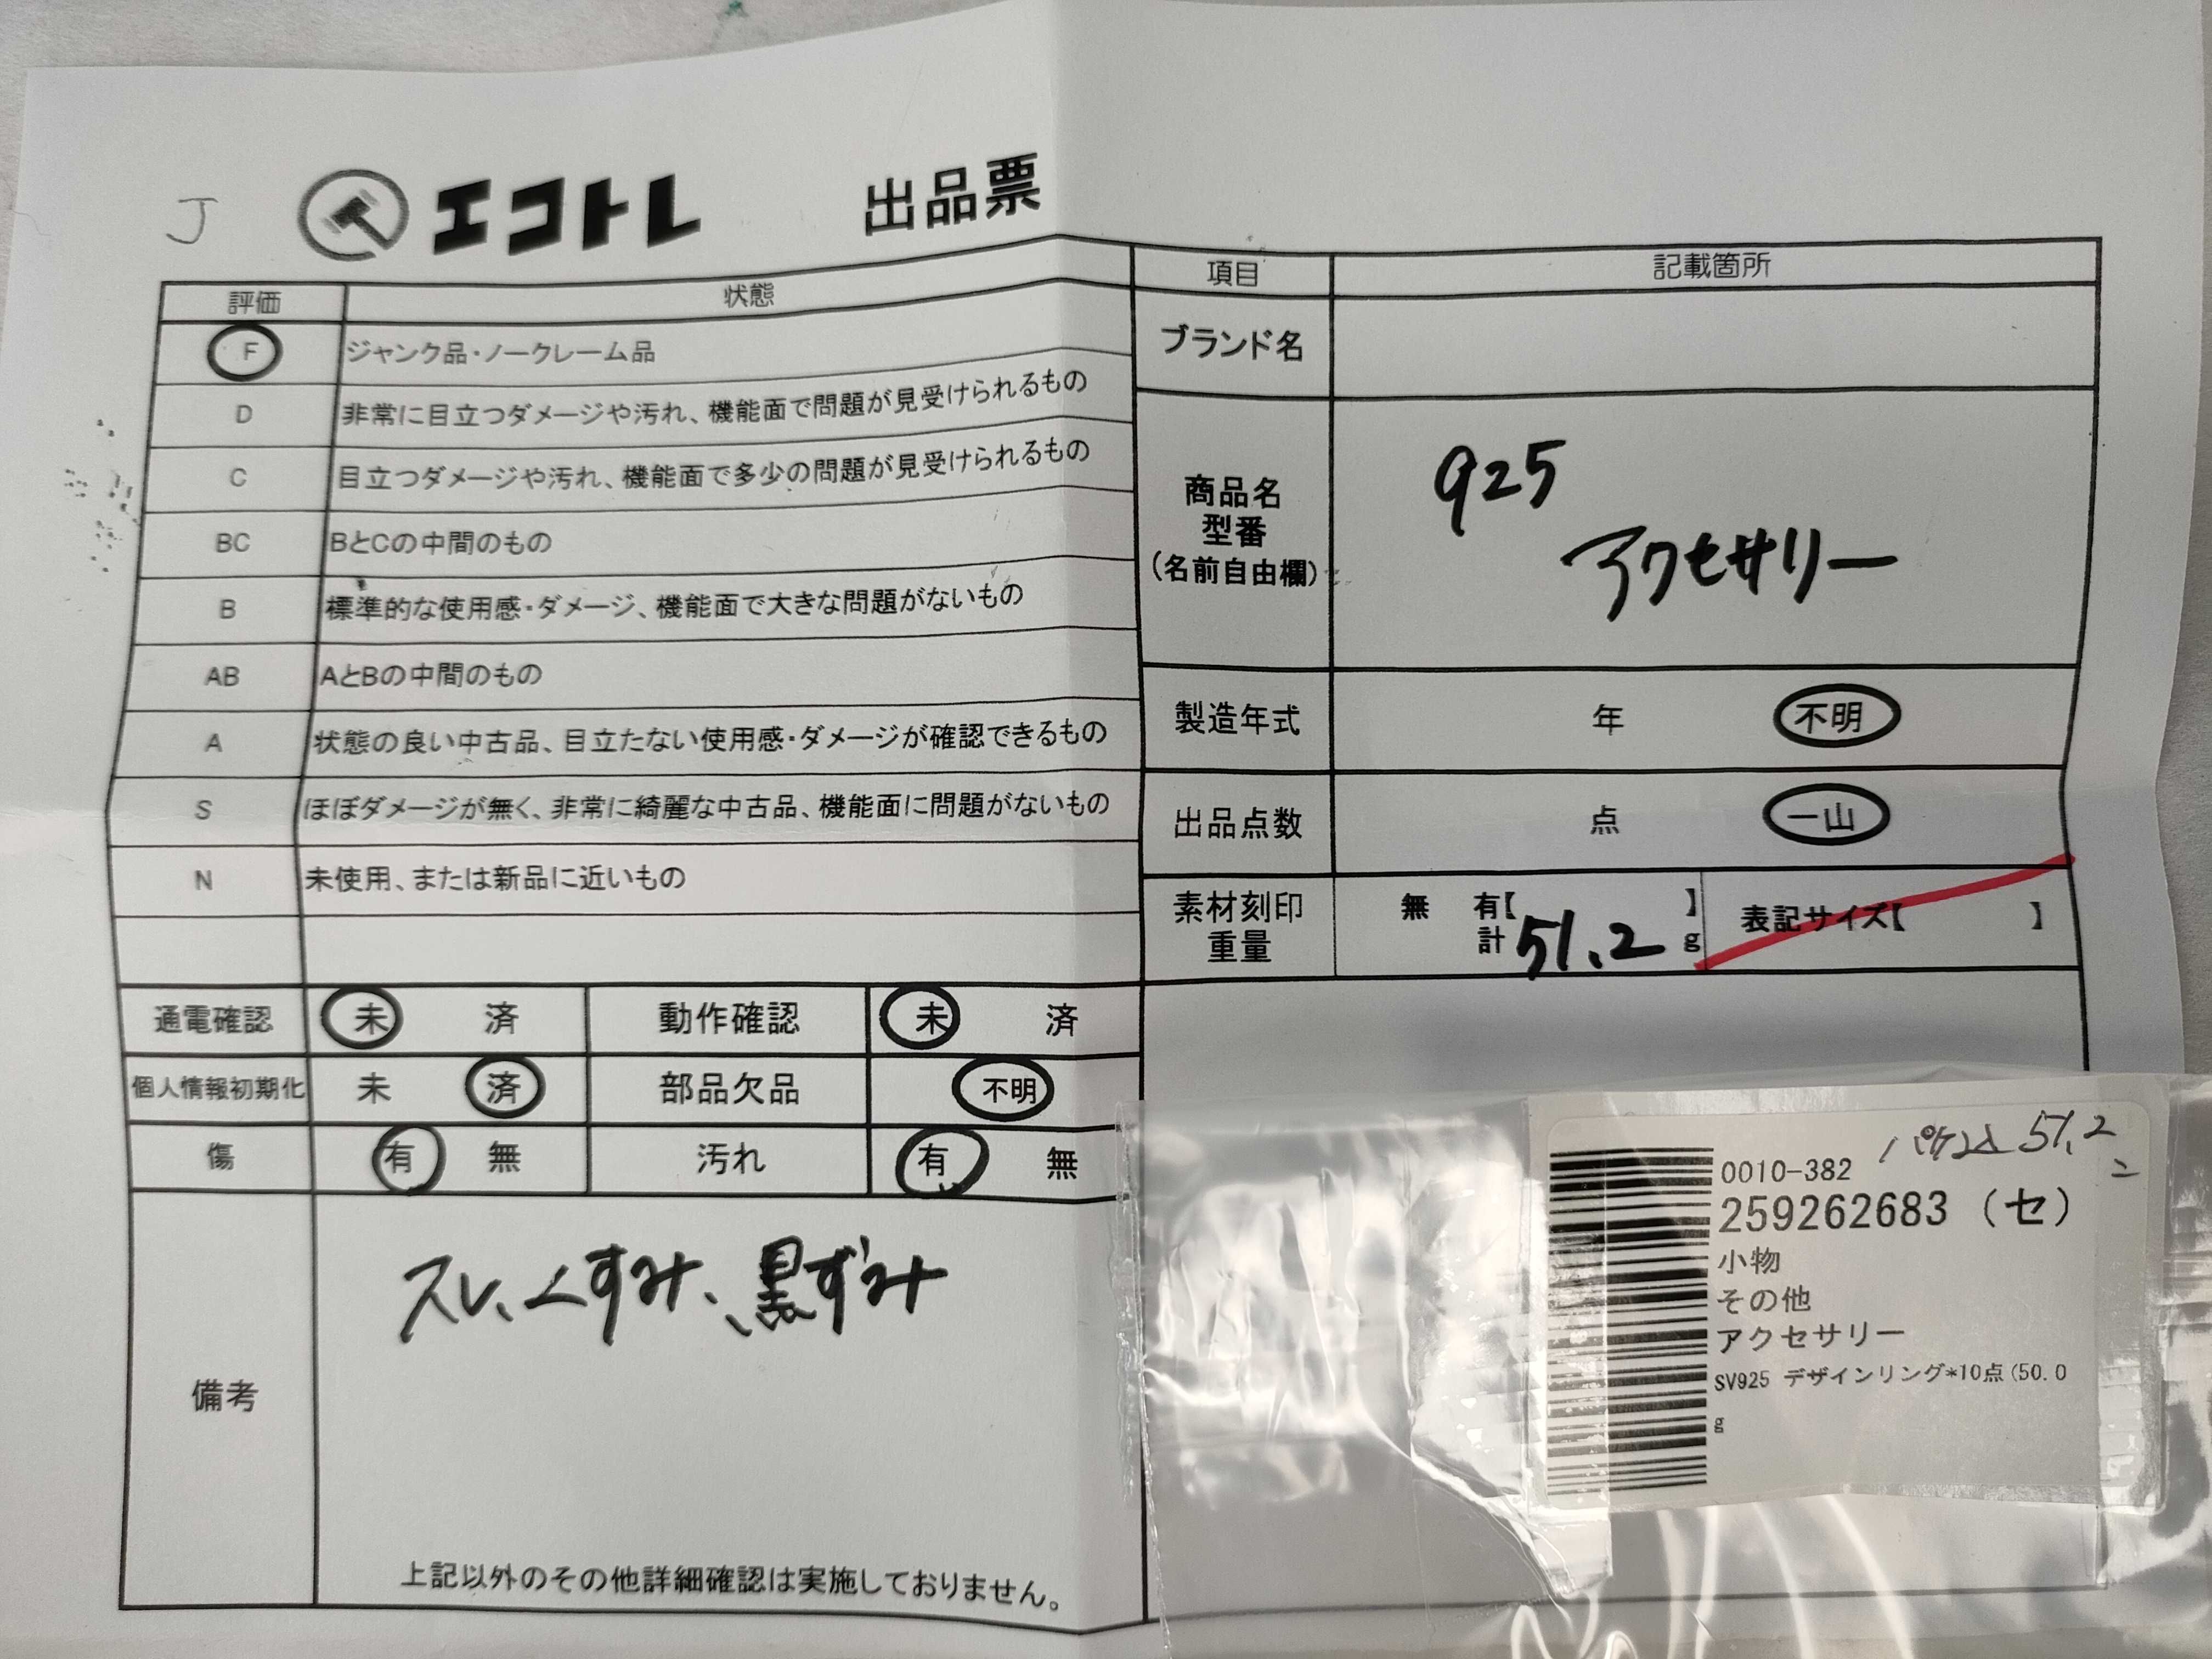 J
エコトレ 出品票
評価 状態
F ジャンク品・ノークレーム品
D 非常に目立つダメージや汚れ、機能面で問題が見受けられるもの
C 目立つダメージや汚れ、機能面で多少の問題が見受けられるもの
BC BとCの中間のもの
B 標準的な使用感・ダメージ、機能面で大きな問題がないもの
AB AとBの中間のもの
A 状態の良い中古品、目立たない使用感・ダメージが確認できるもの
S ほぼダメージが無く、非常に綺麗な中古品、機能面に問題がないもの
N 未使用、または新品に近いもの
通電確認 未 済 動作確認 未 済
個人情報初期化 未 済 部品欠品 不明
傷 有 無 汚れ 有 無
備考
スレ、くすみ、黒ずみ
上記以外のその他詳細確認は実施しておりません。
項目 記載箇所
ブランド名
商品名
型番
(名前自由欄)
925
アクセサリー
製造年式 年 不明
出品点数 点 一山
素材刻印
重量
無 有【 】
計 51.2 g
表記サイズ【 】
51.2
0010-382
259262683 (セ)
小物
その他
アクセサリー
SV925 デザインリング*10点(50.0
g